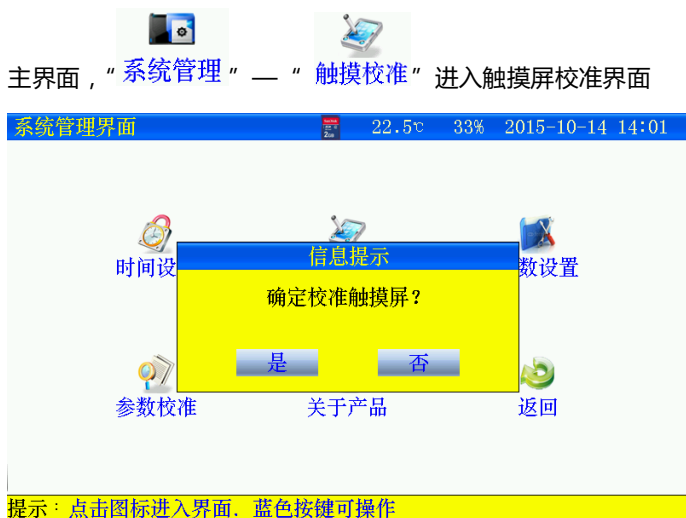 主界面，“系统管理”—“触摸校准”进入触摸屏校准界面
系统管理界面 22.5℃ 33% 2015-10-14 14:01
信息提示
时间设 数设置
确定校准触摸屏？
是 否
参数校准 关于产品 返回
提示：点击图标进入界面．蓝色按键可操作